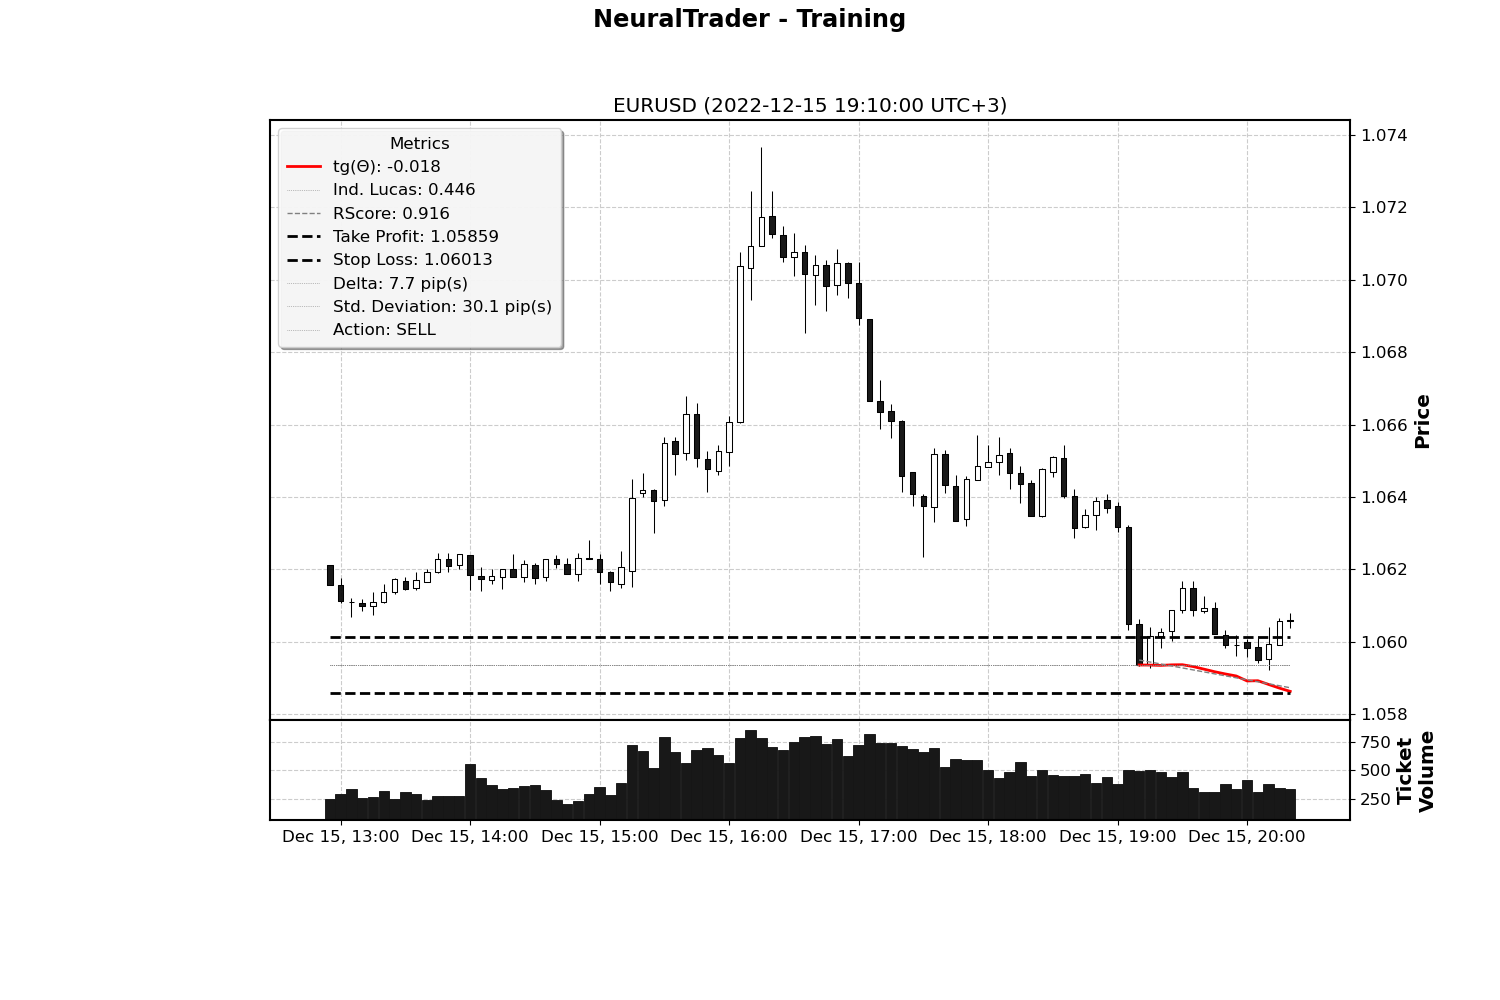 NeuralTrader - Training
EURUSD (2022-12-15 19:10:00 UTC+3)
Metrics
tg(Θ): -0.018
Ind. Lucas: 0.446
RScore: 0.916
Take Profit: 1.05859
Stop Loss: 1.06013
Delta: 7.7 pip(s)
Std. Deviation: 30.1 pip(s)
Action: SELL
1.074
1.072
1.070
1.068
1.066
1.064
1.062
1.060
1.058
Price
750
500
250
Ticket
Volume
Dec 15, 13:00 Dec 15, 14:00 Dec 15, 15:00 Dec 15, 16:00 Dec 15, 17:00 Dec 15, 18:00 Dec 15, 19:00 Dec 15, 20:00